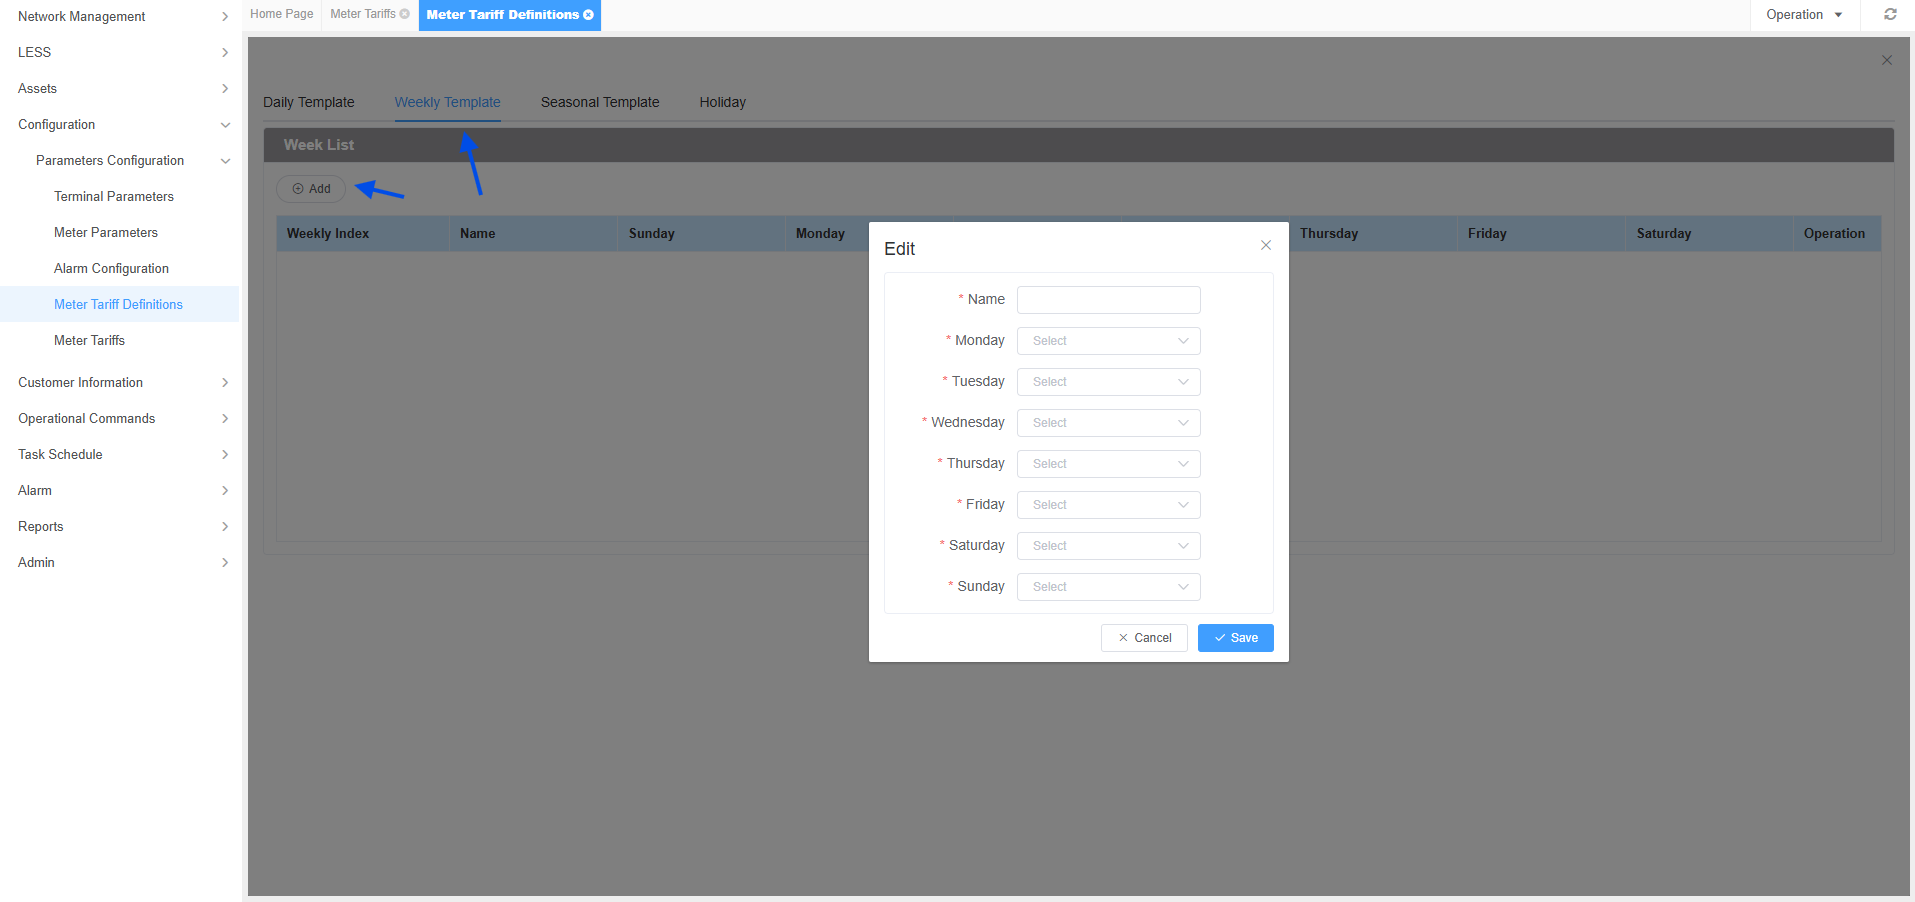 Network Management
LESS
Assets
Configuration
Parameters Configuration
Terminal Parameters
Meter Parameters
Alarm Configuration
Meter Tariff Definitions
Meter Tariffs
Customer Information
Operational Commands
Task Schedule
Alarm
Reports
Admin
Home Page Meter Tariffs Meter Tariff Definitions Operation
Daily Template Weekly Template Seasonal Template Holiday
Week List
Add
Weekly Index Name Sunday Monday Thursday Friday Saturday Operation
Edit
* Name
* Monday Select
* Tuesday Select
* Wednesday Select
* Thursday Select
* Friday Select
* Saturday Select
* Sunday Select
Cancel Save